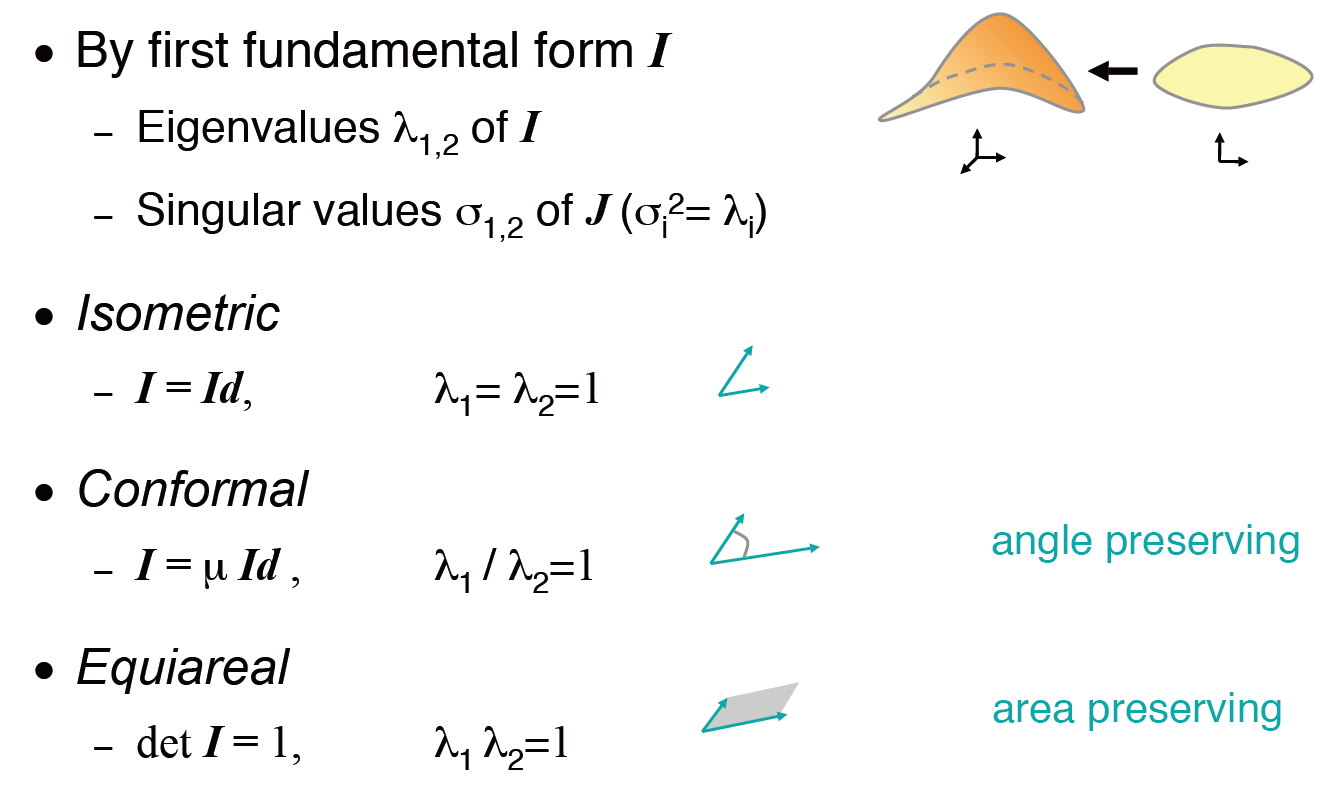 • By first fundamental form I
– Eigenvalues λ₁,₂ of I
– Singular values σ₁,₂ of J (σᵢ²= λᵢ)
• Isometric
– I = Id, λ₁= λ₂=1
• Conformal
– I = μ Id , λ₁ / λ₂=1 angle preserving
• Equiareal
– det I = 1, λ₁ λ₂=1 area preserving